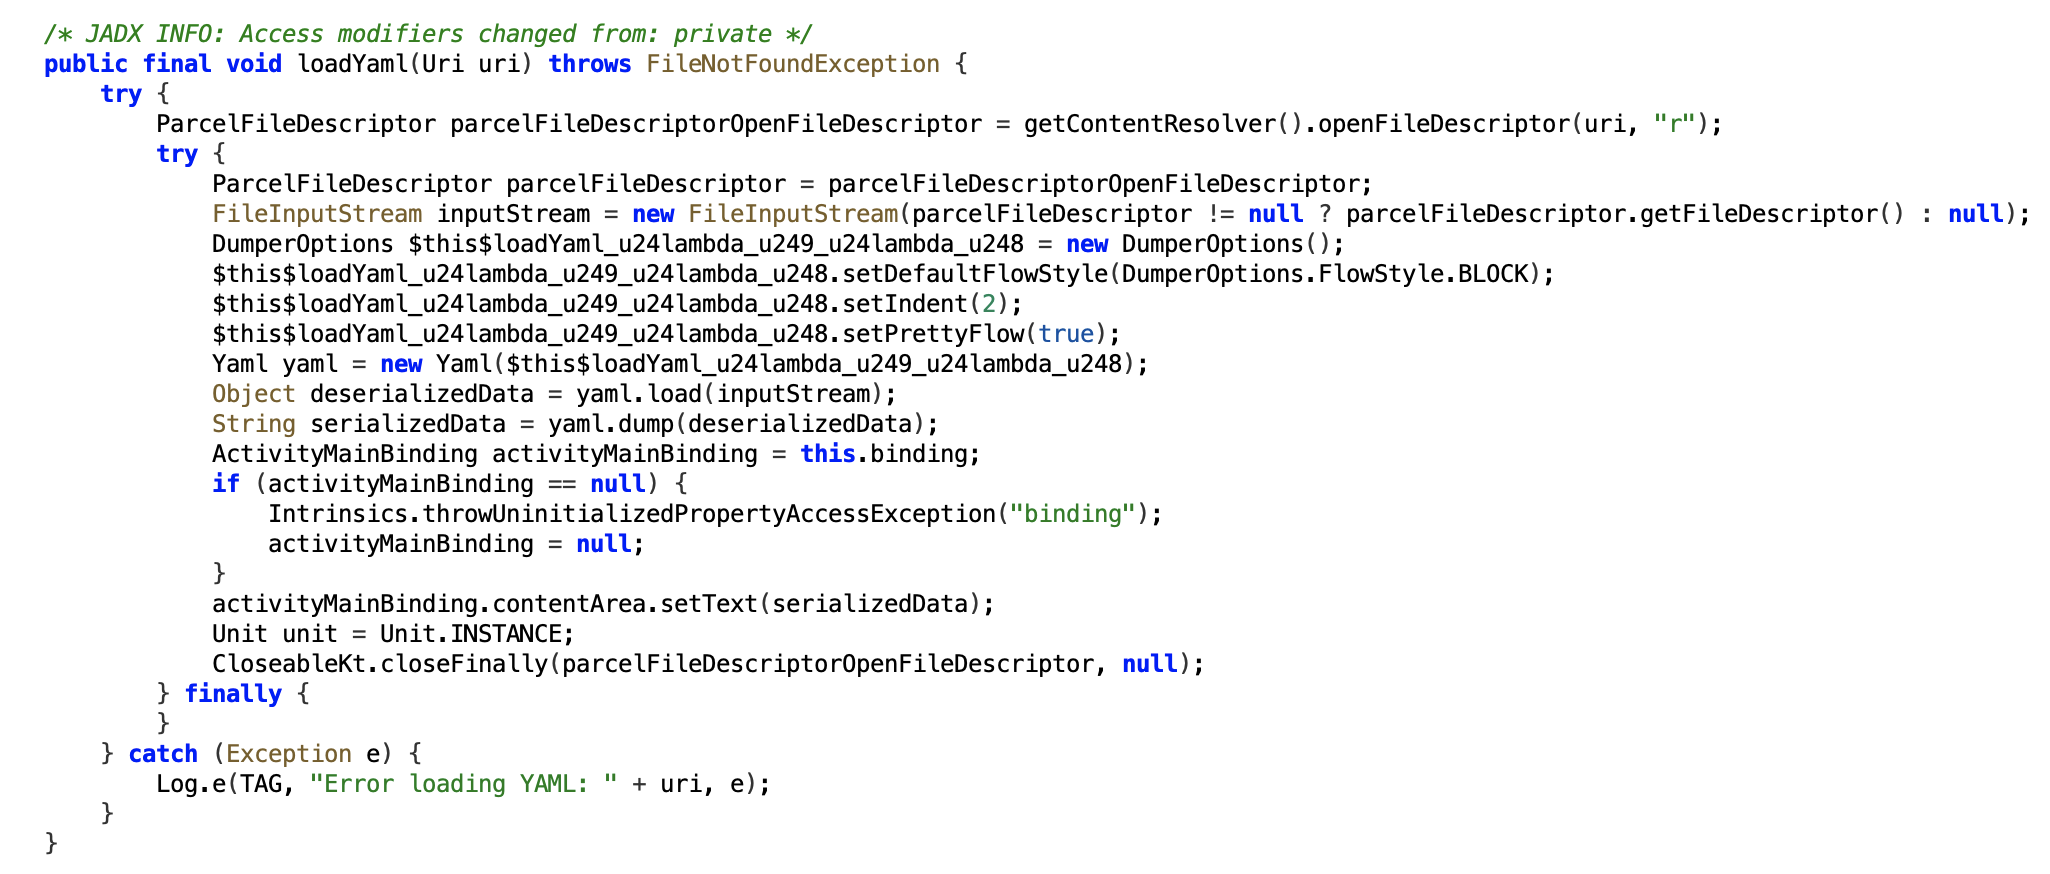 /* JADX INFO: Access modifiers changed from: private */
public final void loadYaml(Uri uri) throws FileNotFoundException {
    try {
        ParcelFileDescriptor parcelFileDescriptorOpenFileDescriptor = getContentResolver().openFileDescriptor(uri, "r");
        try {
            ParcelFileDescriptor parcelFileDescriptor = parcelFileDescriptorOpenFileDescriptor;
            FileInputStream inputStream = new FileInputStream(parcelFileDescriptor != null ? parcelFileDescriptor.getFileDescriptor() : null);
            DumperOptions $this$loadYaml_u24lambda_u249_u24lambda_u248 = new DumperOptions();
            $this$loadYaml_u24lambda_u249_u24lambda_u248.setDefaultFlowStyle(DumperOptions.FlowStyle.BLOCK);
            $this$loadYaml_u24lambda_u249_u24lambda_u248.setIndent(2);
            $this$loadYaml_u24lambda_u249_u24lambda_u248.setPrettyFlow(true);
            Yaml yaml = new Yaml($this$loadYaml_u24lambda_u249_u24lambda_u248);
            Object deserializedData = yaml.load(inputStream);
            String serializedData = yaml.dump(deserializedData);
            ActivityMainBinding activityMainBinding = this.binding;
            if (activityMainBinding == null) {
                Intrinsics.throwUninitializedPropertyAccessException("binding");
                activityMainBinding = null;
            }
            activityMainBinding.contentArea.setText(serializedData);
            Unit unit = Unit.INSTANCE;
            CloseableKt.closeFinally(parcelFileDescriptorOpenFileDescriptor, null);
        } finally {
        }
    } catch (Exception e) {
        Log.e(TAG, "Error loading YAML: " + uri, e);
    }
}